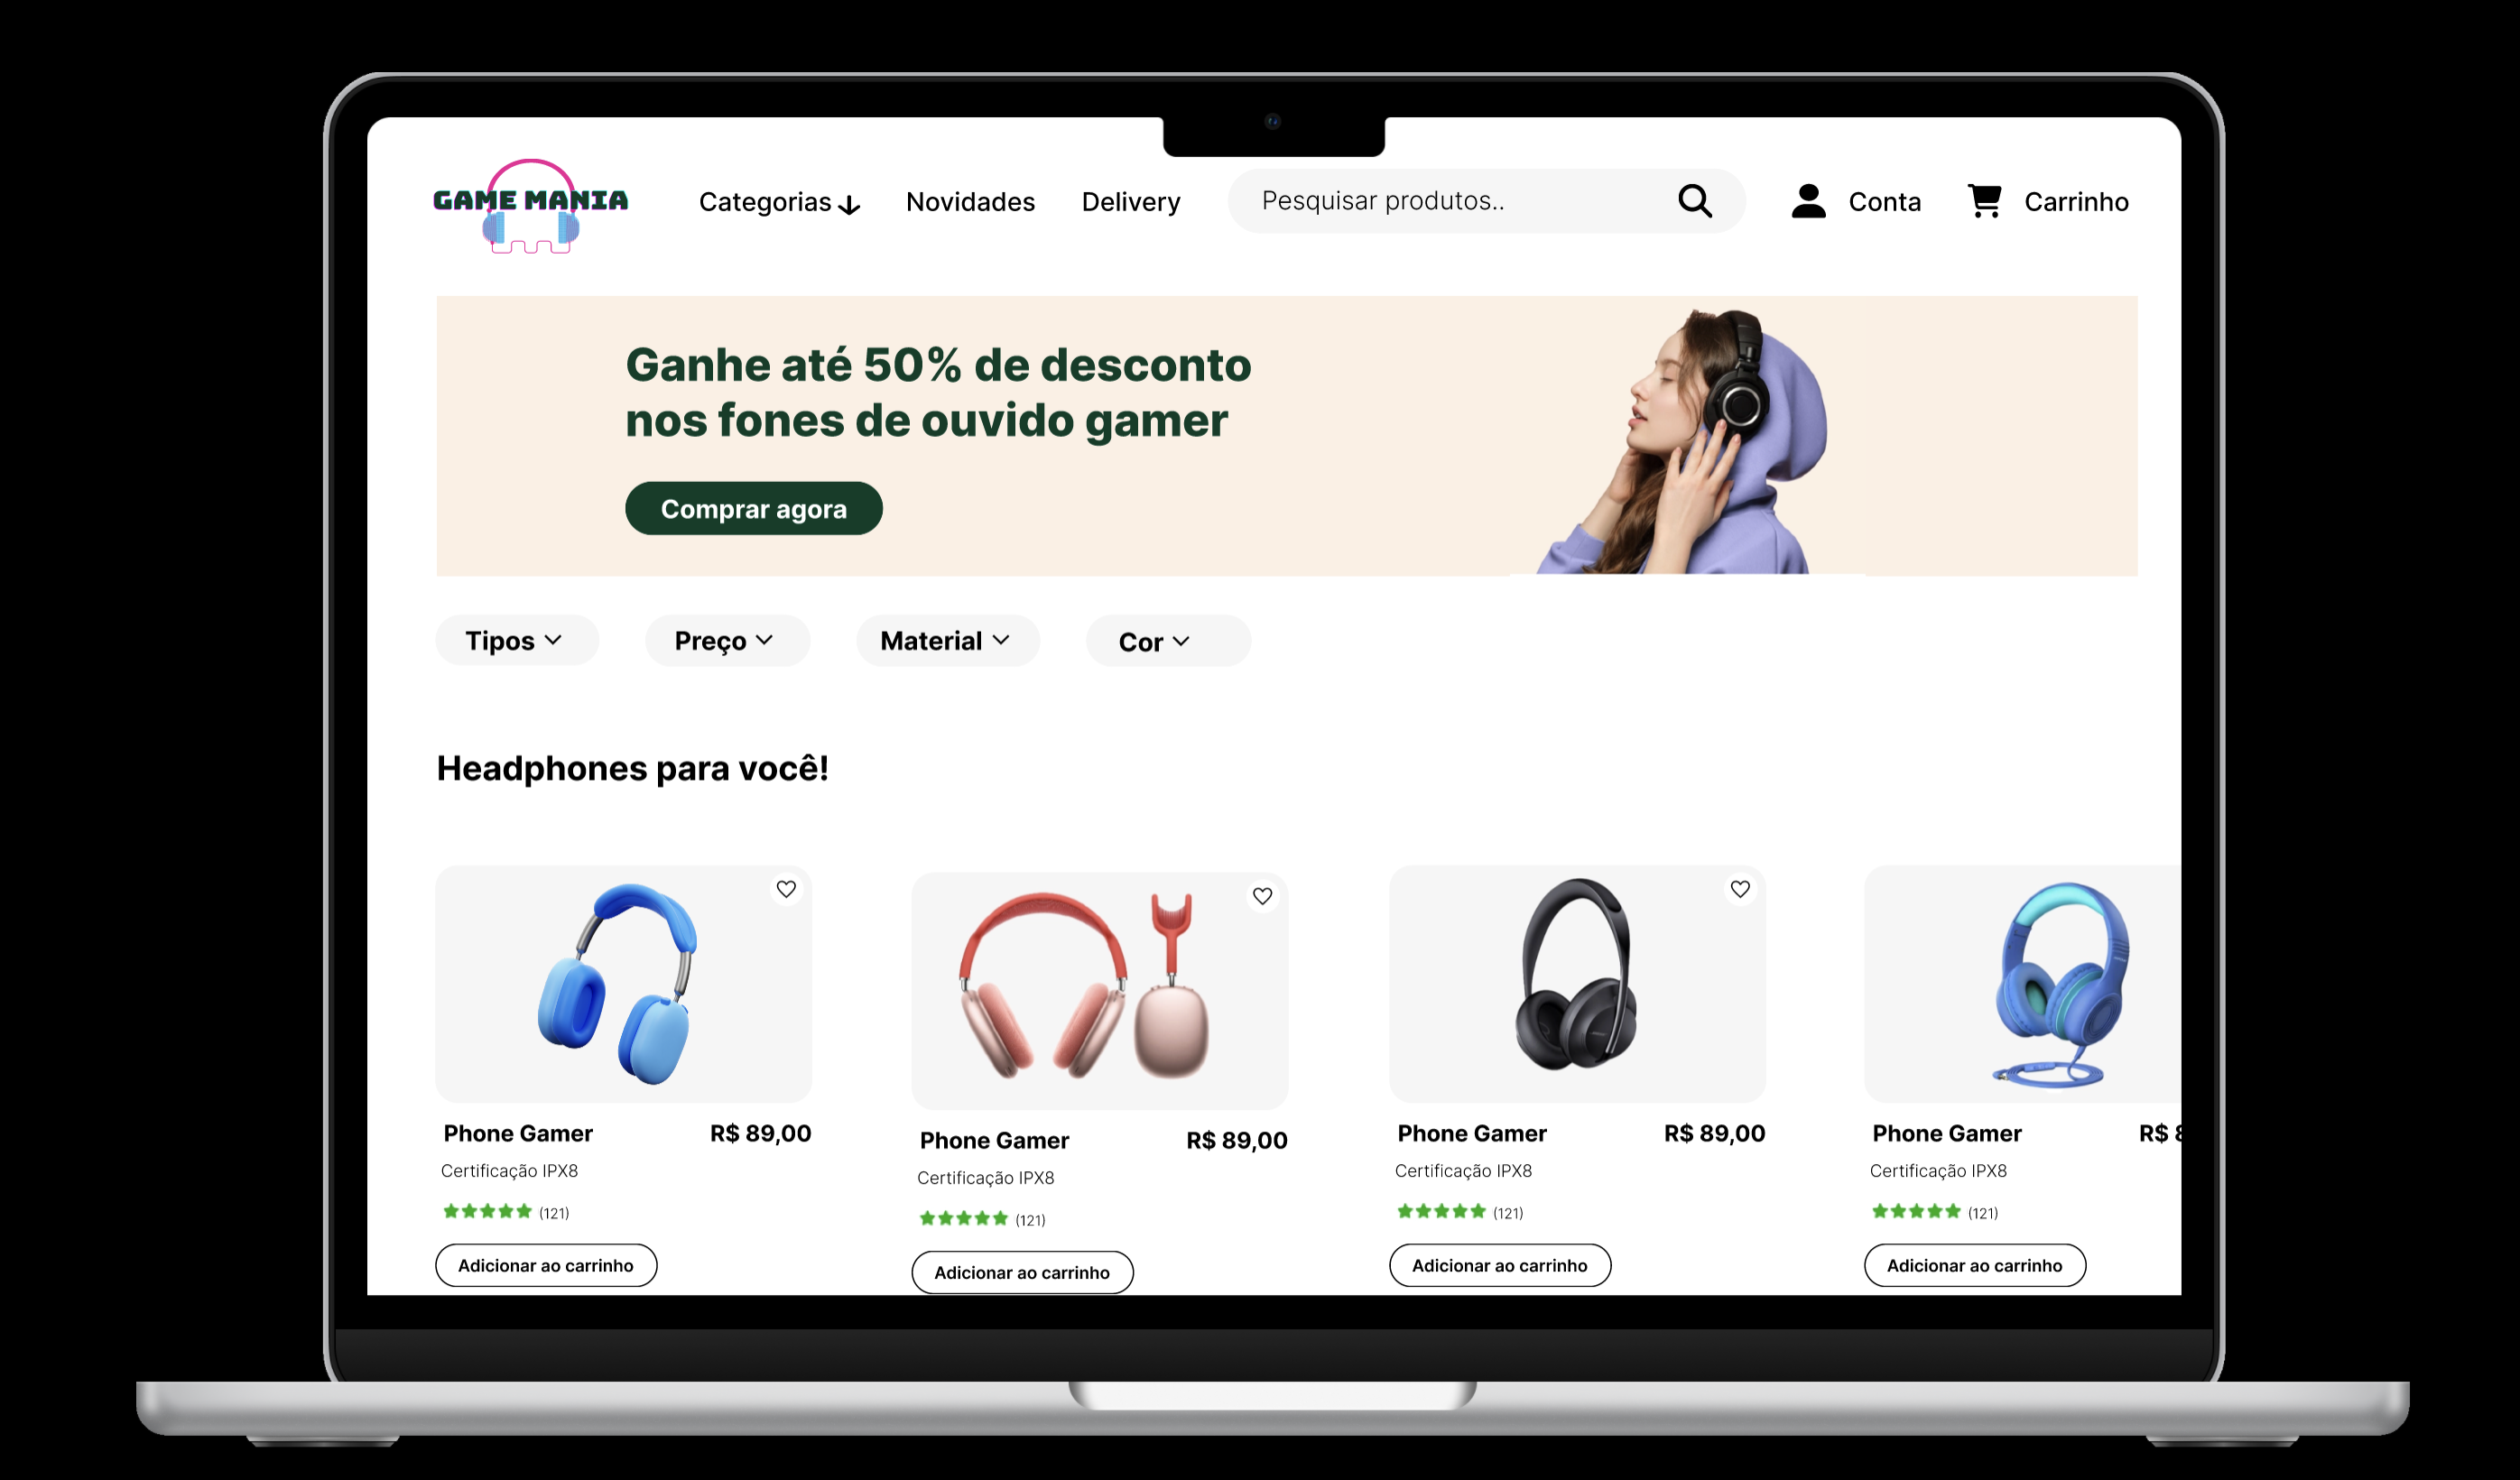 GAME MANIA
Categorias
Novidades
Delivery
Pesquisar produtos..
Conta
Carrinho
Ganhe até 50% de desconto
nos fones de ouvido gamer
Comprar agora
Tipos
Preço
Material
Cor
Headphones para você!
Phone Gamer
R$ 89,00
Certificação IPX8
(121)
Adicionar ao carrinho
Phone Gamer
R$ 89,00
Certificação IPX8
(121)
Adicionar ao carrinho
Phone Gamer
R$ 89,00
Certificação IPX8
(121)
Adicionar ao carrinho
Phone Gamer
R$
Certificação IPX8
(121)
Adicionar ao carrinho